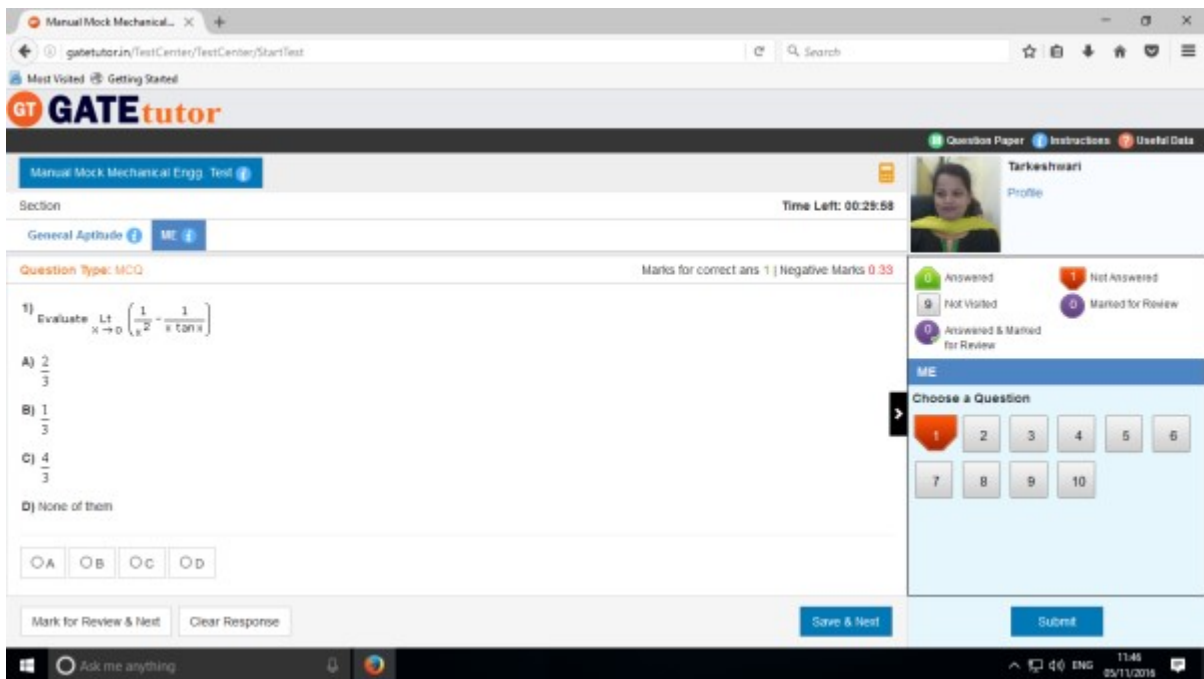 Manual Mock Mechanical... × +
gatetutor.in/TestCenter/TestCenter/StartTest Search
Most Visited Getting Started
GT GATEtutor
Question Paper Instructions Useful Data
Manual Mock Mechanical Engg. Test
Tarkeshwari
Profile
Section Time Left: 00:29:58
General Aptitude ME
Question Type: MCQ Marks for correct ans 1 | Negative Marks 0.33
0 Answered 1 Not Answered
9 Not Visited 0 Marked for Review
0 Answered & Marked for Review
1) Evaluate Lt x→0 (1/x² - 1/(x tan x))
A) 2/3
B) 1/3
C) 4/3
D) None of them
ME
Choose a Question
1 2 3 4 5 6
7 8 9 10
A B C D
Mark for Review & Next Clear Response Save & Next Submit
Ask me anything ENG 11:46
05/11/2016